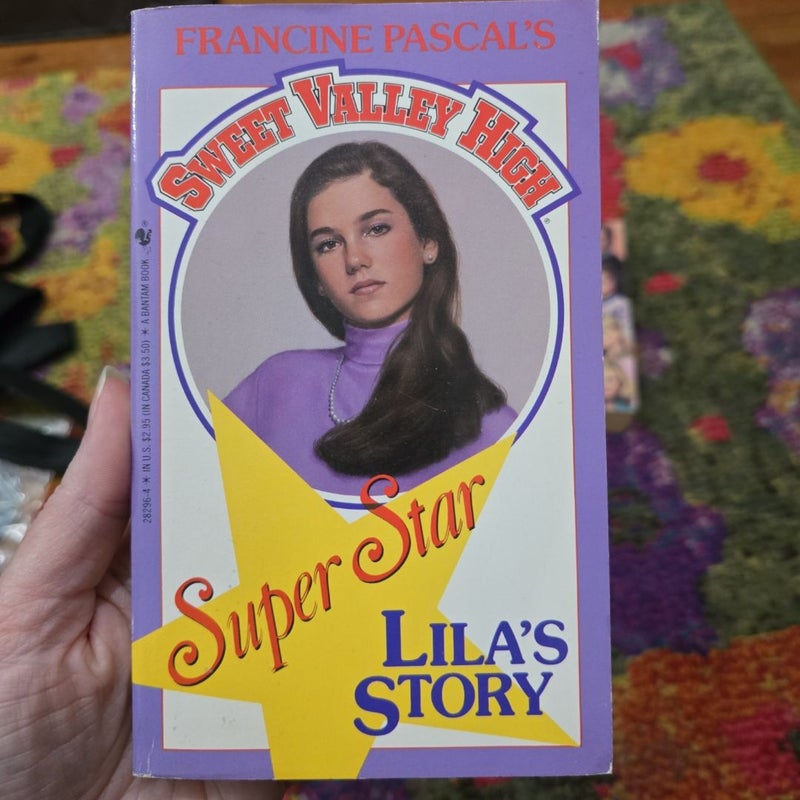 FRANCINE PASCAL'S
SWEET VALLEY HIGH®
28296-4 * IN U.S. $2.95 (IN CANADA $3.50) * A BANTAM BOOK
Super Star
LILA'S
STORY